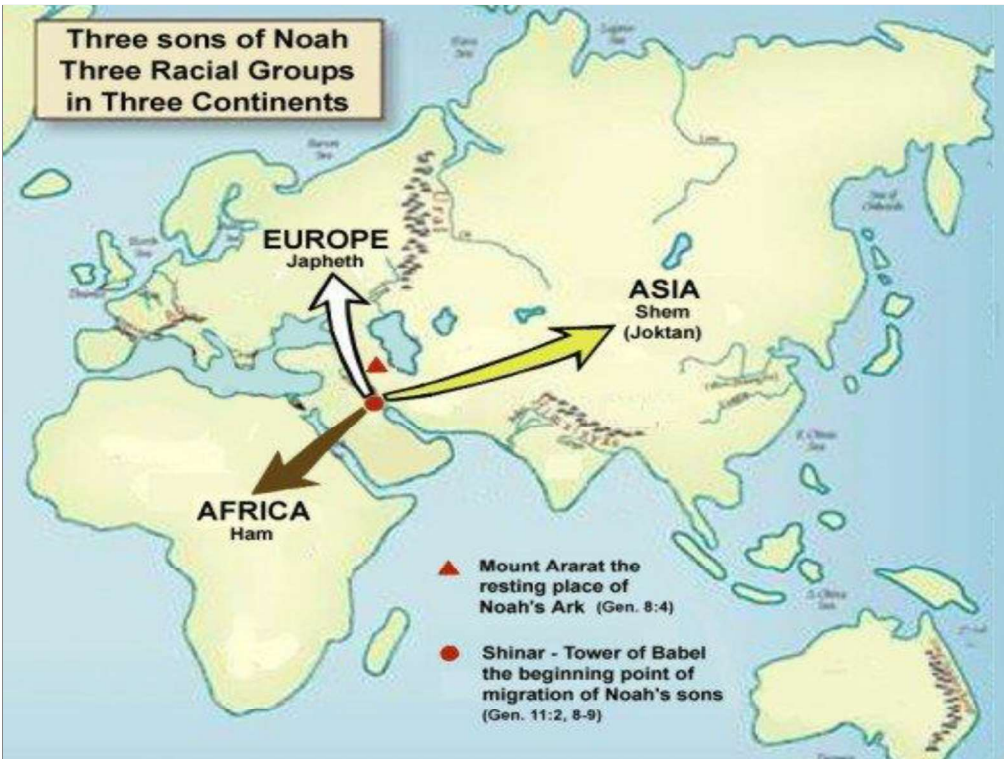 Three sons of Noah
Three Racial Groups
in Three Continents
EUROPE
Japheth
Ural
ASIA
Shem
(Joktan)
AFRICA
Ham
Mount Ararat the
resting place of
Noah's Ark (Gen. 8:4)
Shinar - Tower of Babel
the beginning point of
migration of Noah's sons
(Gen. 11:2, 8-9)